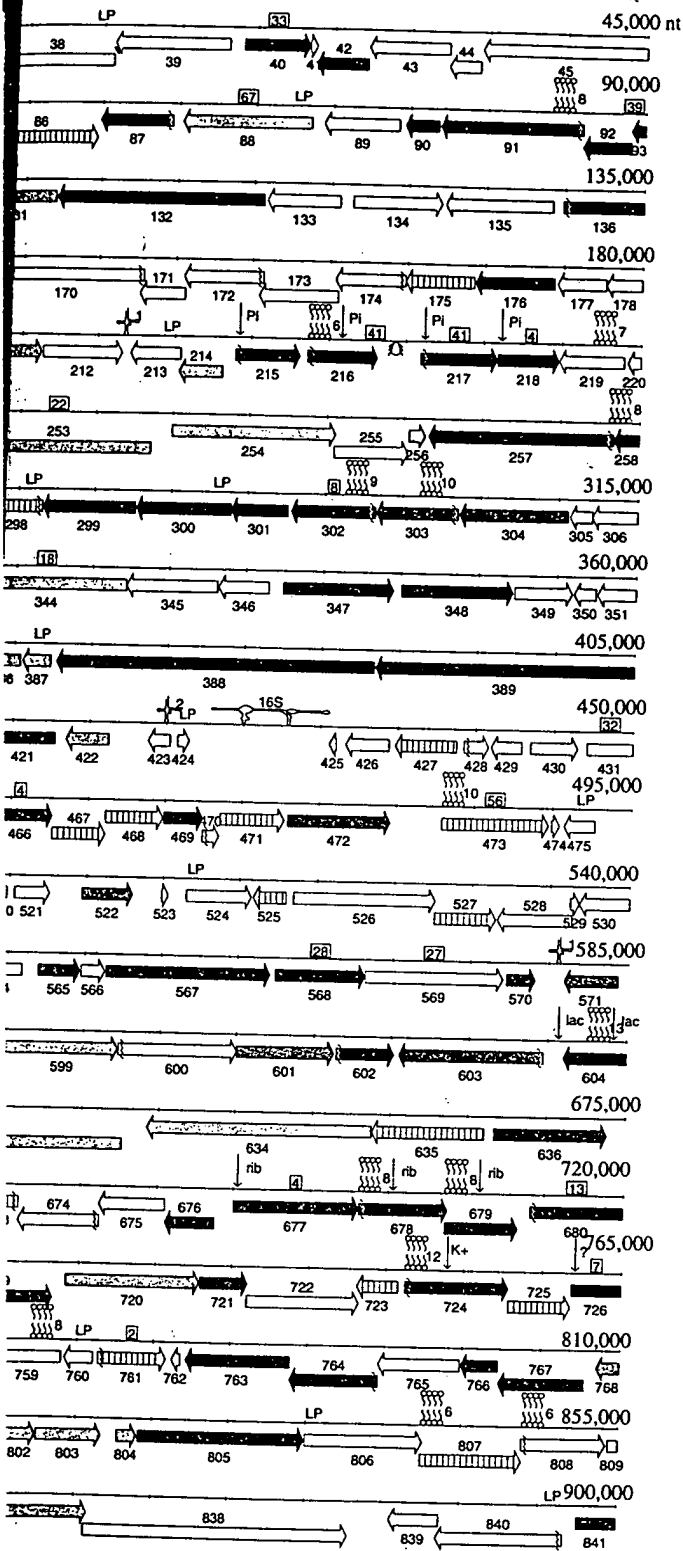 LP 33 45,000 nt
38 39 40 4 42 43 44 45
67 LP 8 39 90,000
86 87 88 89 90 91 92 93
135,000
31 132 133 134 135 136
180,000
170 171 172 173 174 175 176 177 178
LP Pi 6 Pi 41 Pi 41 Pi 4 7
212 213 214 215 216 217 218 219 220
22 8
253 254 255 256 257 258
LP LP 8 9 10 315,000
298 299 300 301 302 303 304 305 306
18 360,000
344 345 346 347 348 349 350 351
LP 405,000
387 388 389
2 LP 16S 32 450,000
421 422 423 424 425 426 427 428 429 430 431
4 10 56 LP 495,000
466 467 468 469 470 471 472 473 474 475
LP 540,000
0 521 522 523 524 525 526 527 528 529 530
28 27 585,000
565 566 567 568 569 570 571
lac 13 lac
599 600 601 602 603 604
675,000
634 635 636
rib 4 8 rib 8 rib 13 720,000
674 675 676 677 678 679 680
12 K+ ? 7 765,000
720 721 722 723 724 725 726
8 LP 2 810,000
759 760 761 762 763 764 765 766 767 768
LP 6 6 855,000
802 803 804 805 806 807 808 809
LP 900,000
838 839 840 841